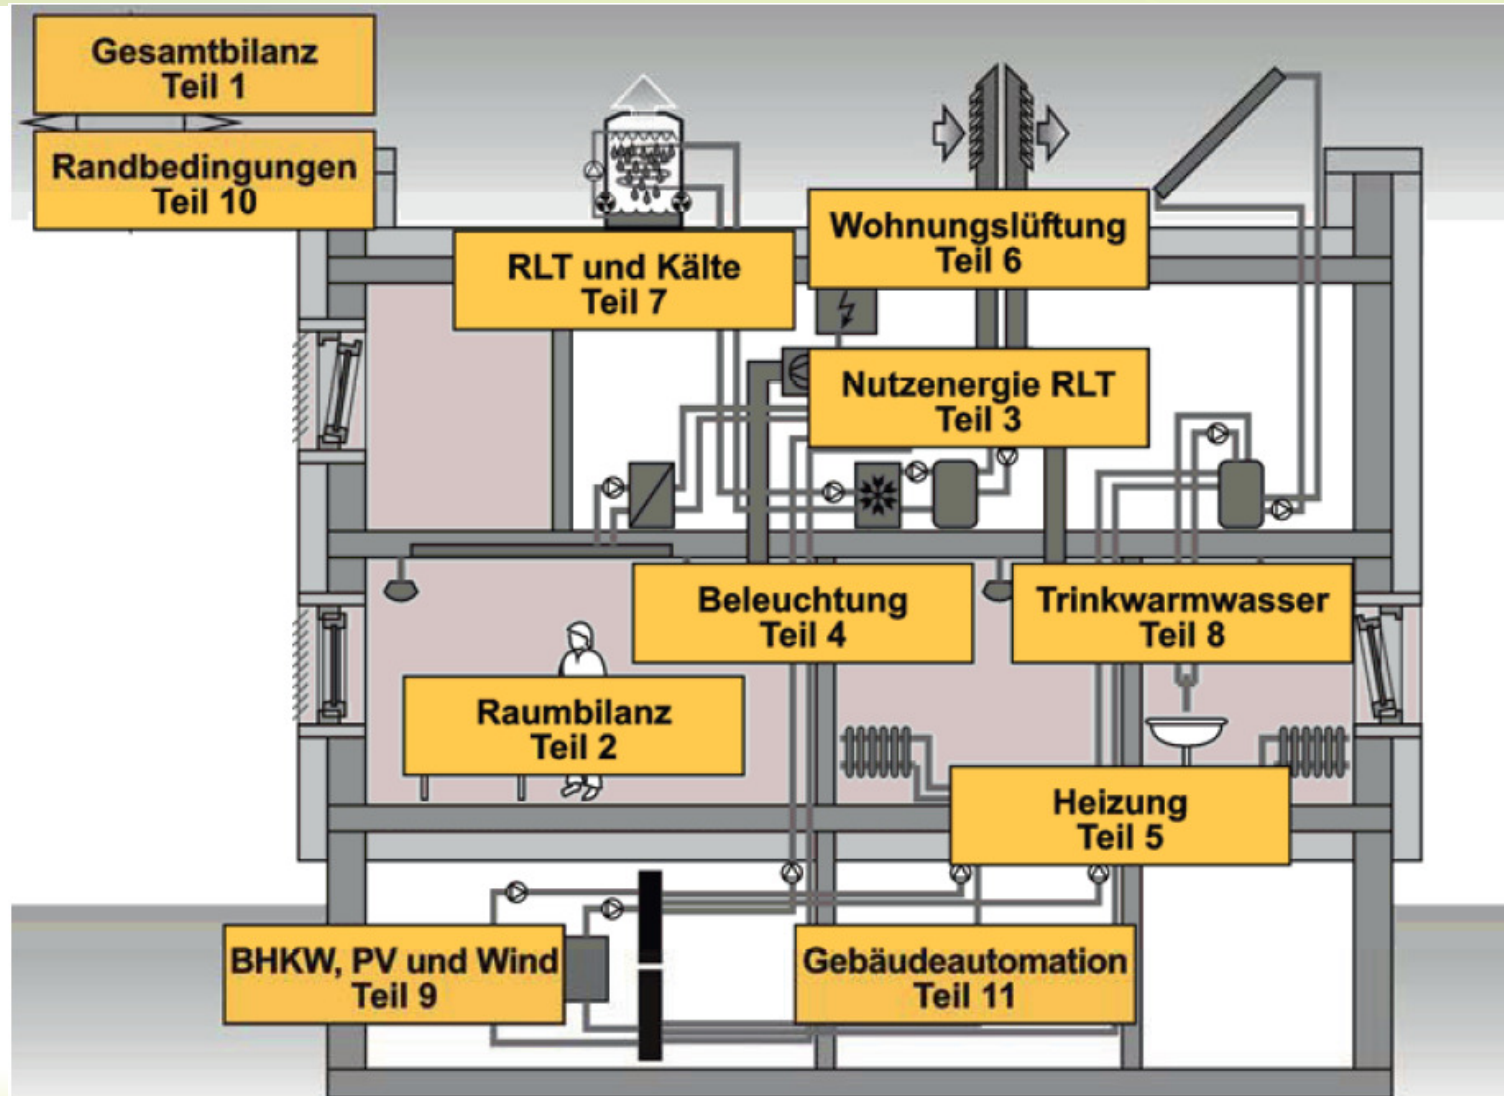 Gesamtbilanz
Teil 1
Randbedingungen
Teil 10
RLT und Kälte
Teil 7
Wohnungslüftung
Teil 6
Nutzenergie RLT
Teil 3
Beleuchtung
Teil 4
Trinkwarmwasser
Teil 8
Raumbilanz
Teil 2
Heizung
Teil 5
BHKW, PV und Wind
Teil 9
Gebäudeautomation
Teil 11